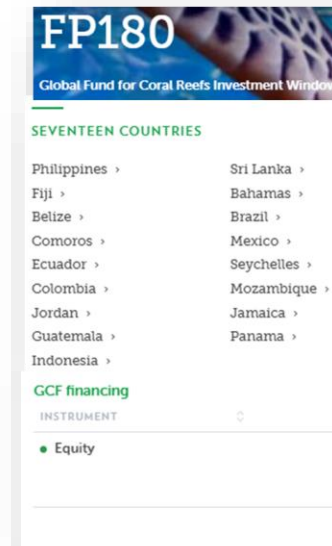 FP180
Global Fund for Coral Reefs Investment Window
SEVENTEEN COUNTRIES
Philippines ›
Fiji ›
Belize ›
Comoros ›
Ecuador ›
Colombia ›
Jordan ›
Guatemala ›
Indonesia ›
Sri Lanka ›
Bahamas ›
Brazil ›
Mexico ›
Seychelles ›
Mozambique ›
Jamaica ›
Panama ›
GCF financing
INSTRUMENT
• Equity